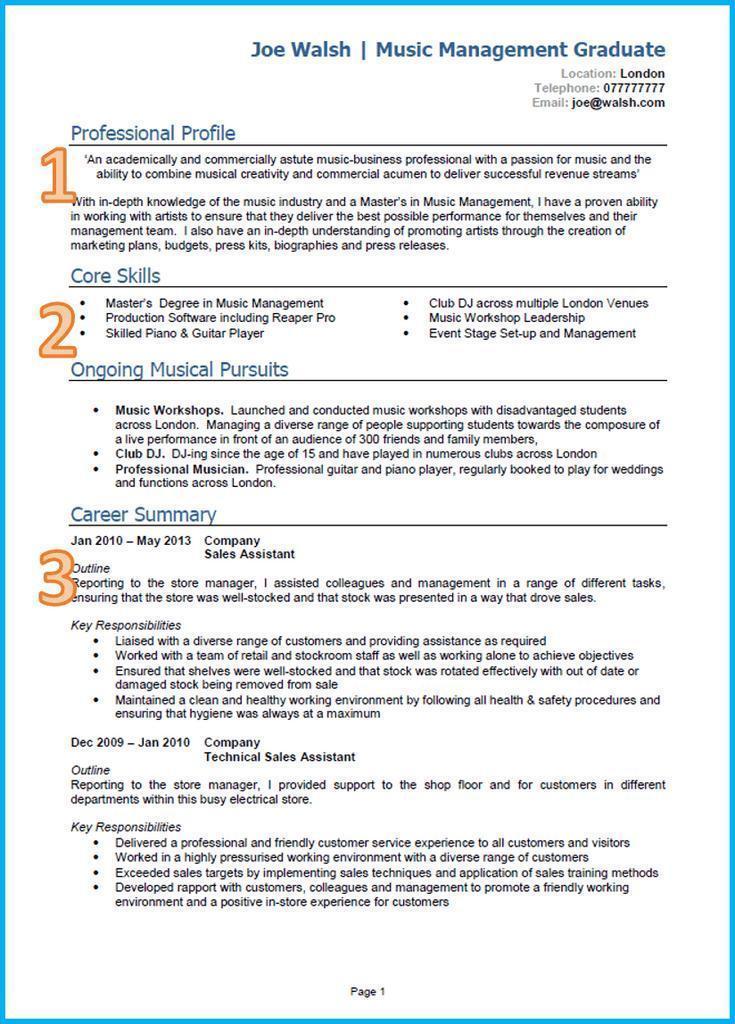 Joe Walsh | Music Management Graduate
Location: London
Telephone: 077777777
Email: joe@walsh.com
Professional Profile
1
'An academically and commercially astute music-business professional with a passion for music and the
ability to combine musical creativity and commercial acumen to deliver successful revenue streams'
With in-depth knowledge of the music industry and a Master's in Music Management, I have a proven ability
in working with artists to ensure that they deliver the best possible performance for themselves and their
management team. I also have an in-depth understanding of promoting artists through the creation of
marketing plans, budgets, press kits, biographies and press releases.
Core Skills
2
• Master's Degree in Music Management
• Production Software including Reaper Pro
• Skilled Piano & Guitar Player
• Club DJ across multiple London Venues
• Music Workshop Leadership
• Event Stage Set-up and Management
Ongoing Musical Pursuits
• Music Workshops. Launched and conducted music workshops with disadvantaged students
across London. Managing a diverse range of people supporting students towards the composure of
a live performance in front of an audience of 300 friends and family members,
• Club DJ. DJ-ing since the age of 15 and have played in numerous clubs across London
• Professional Musician. Professional guitar and piano player, regularly booked to play for weddings
and functions across London.
Career Summary
Jan 2010 – May 2013 Company
Sales Assistant
3
Outline
Reporting to the store manager, I assisted colleagues and management in a range of different tasks,
ensuring that the store was well-stocked and that stock was presented in a way that drove sales.
Key Responsibilities
• Liaised with a diverse range of customers and providing assistance as required
• Worked with a team of retail and stockroom staff as well as working alone to achieve objectives
• Ensured that shelves were well-stocked and that stock was rotated effectively with out of date or
damaged stock being removed from sale
• Maintained a clean and healthy working environment by following all health & safety procedures and
ensuring that hygiene was always at a maximum
Dec 2009 – Jan 2010 Company
Technical Sales Assistant
Outline
Reporting to the store manager, I provided support to the shop floor and for customers in different
departments within this busy electrical store.
Key Responsibilities
• Delivered a professional and friendly customer service experience to all customers and visitors
• Worked in a highly pressurised working environment with a diverse range of customers
• Exceeded sales targets by implementing sales techniques and application of sales training methods
• Developed rapport with customers, colleagues and management to promote a friendly working
environment and a positive in-store experience for customers
Page 1